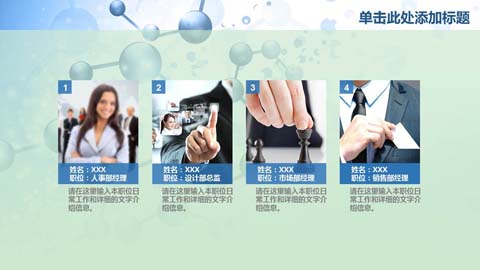 单击此处添加标题
1
2
3
4
姓名：XXX
职位：人事部经理
请在这里输入本职位日
常工作和详细的文字介
绍信息。
姓名：XXX
职位：设计部总监
请在这里输入本职位日
常工作和详细的文字介
绍信息。
姓名：XXX
职位：市场部经理
请在这里输入本职位日
常工作和详细的文字介
绍信息。
姓名：XXX
职位：销售部经理
请在这里输入本职位日
常工作和详细的文字介
绍信息。